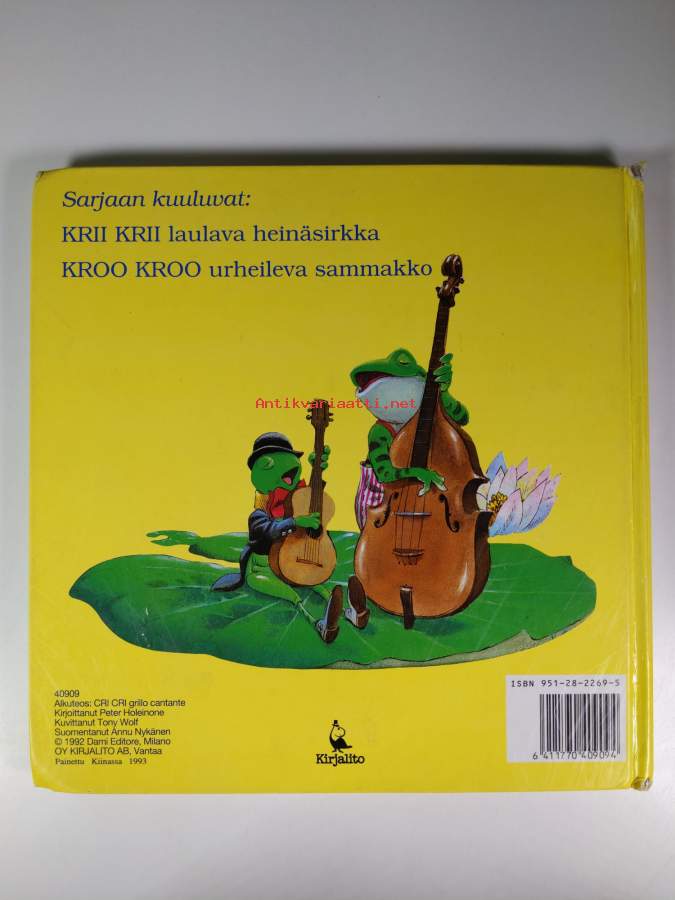 Sarjaan kuuluvat:
KRII KRII laulava heinäsirkka
KROO KROO urheileva sammakko
Antikvariaatti.net
40909
Alkuteos: CRI CRI grillo cantante
Kirjoittanut Peter Holeinone
Kuvittanut Tony Wolf
Suomentanut Annu Nykänen
© 1992 Dami Editore, Milano
OY KIRJALITO AB, Vantaa
Painettu Kiinassa 1993
Kirjalito
ISBN 951-28-2269-5
6 411770 409094